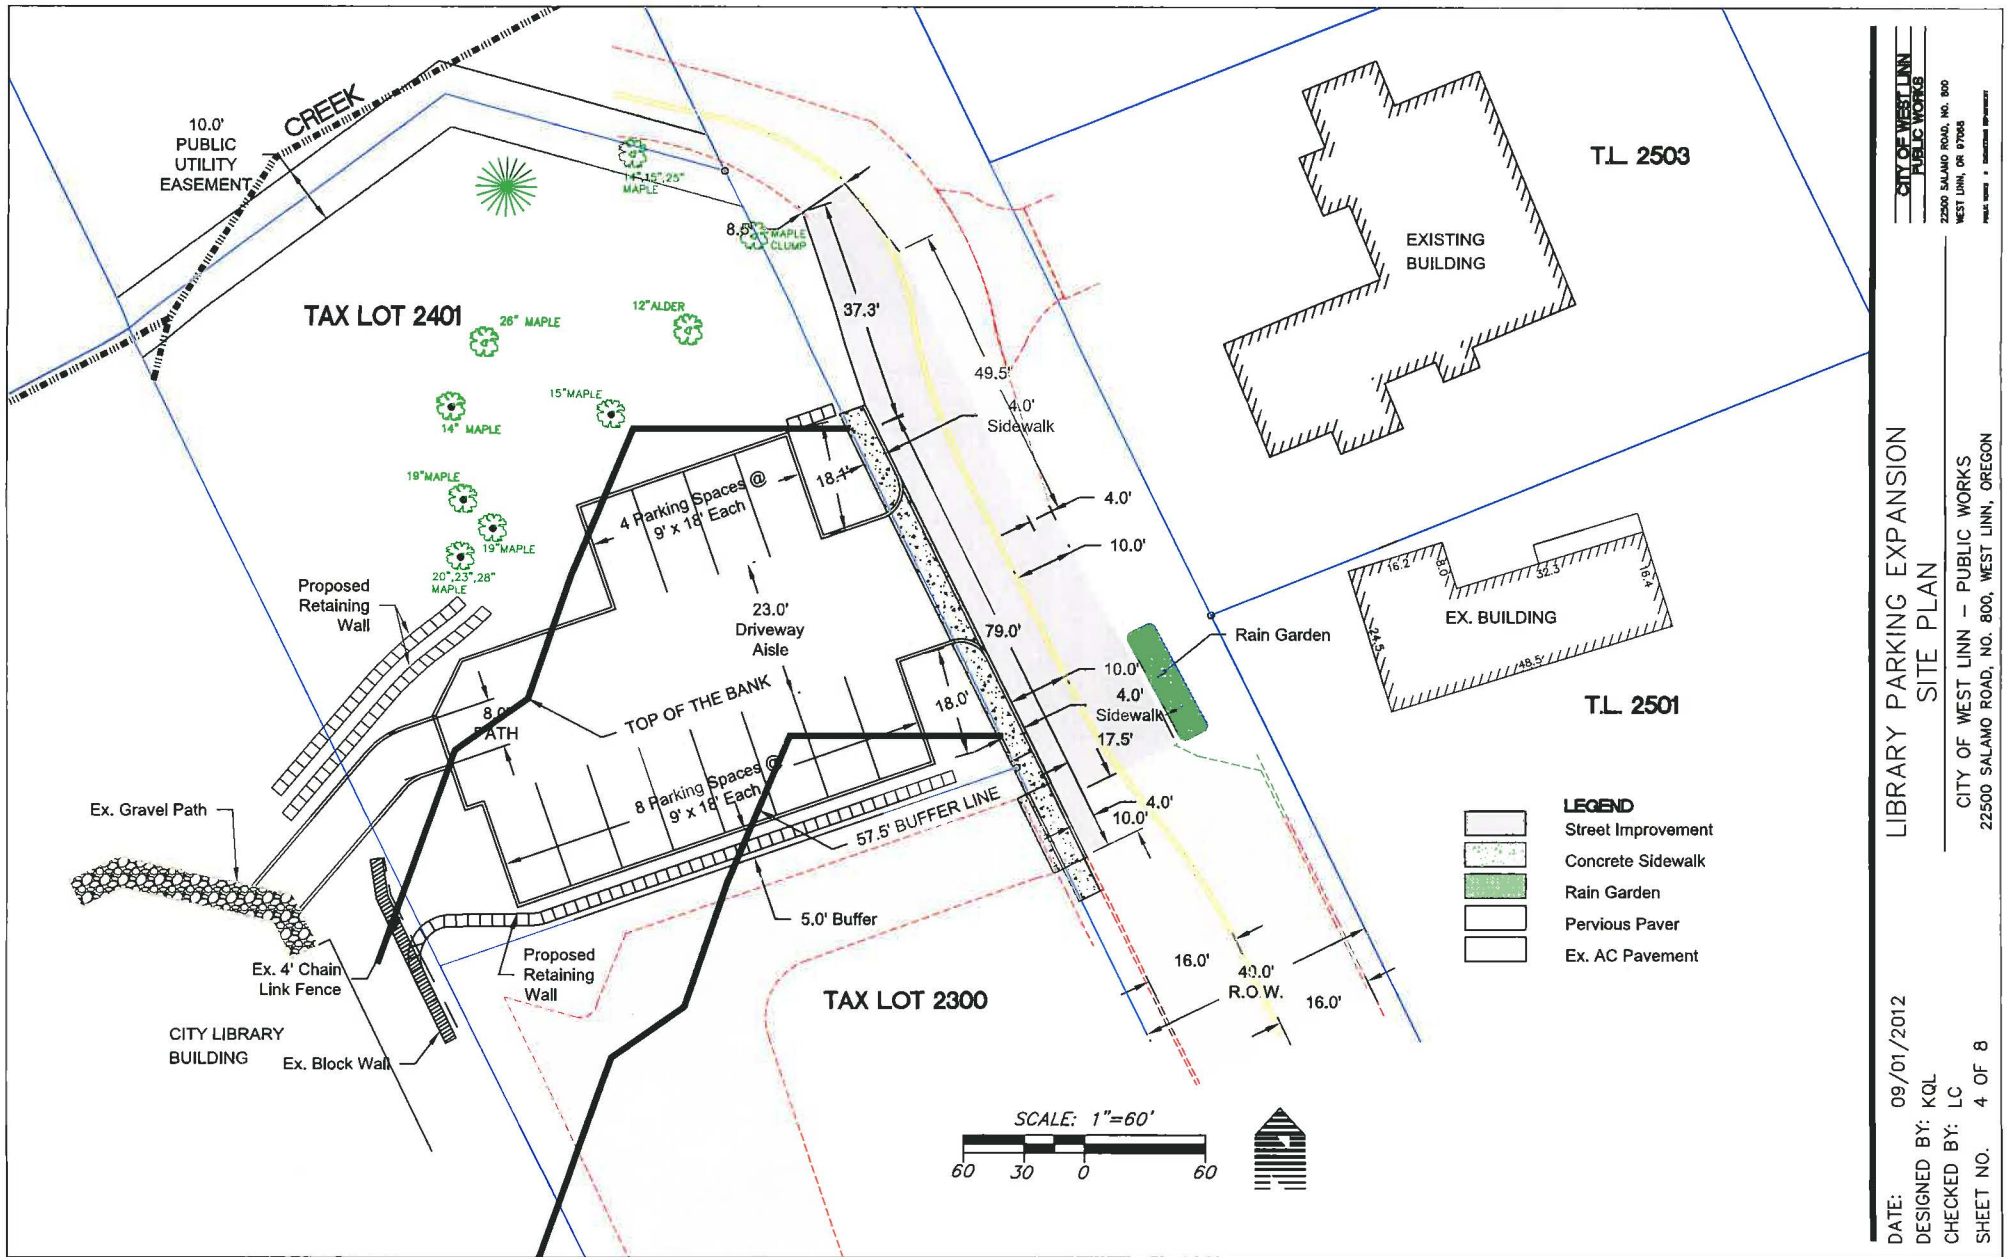 CREEK
10.0'
PUBLIC
UTILITY
EASEMENT
14",15",25"
MAPLE
8.5'
MAPLE
CLUMP
T.L. 2503
EXISTING
BUILDING
TAX LOT 2401
26" MAPLE
12"ALDER
37.3'
49.5'
15"MAPLE
14" MAPLE
4.0'
Sidewalk
19"MAPLE
19"MAPLE
20",23",28"
MAPLE
4 Parking Spaces @
9' x 18' Each
18.1'
4.0'
10.0'
Proposed
Retaining
Wall
23.0'
Driveway
Aisle
79.0'
Rain Garden
16.2
8.0
32.3
16.4
EX. BUILDING
24.5
48.5'
T.L. 2501
TOP OF THE BANK
8.0'
PATH
18.0'
10.0'
4.0'
Sidewalk
17.5'
8 Parking Spaces @
9' x 18' Each
57.5' BUFFER LINE
4.0'
10.0'
Ex. Gravel Path
5.0' Buffer
Proposed
Retaining
Wall
Ex. 4' Chain
Link Fence
CITY LIBRARY
BUILDING
Ex. Block Wall
TAX LOT 2300
16.0'
40.0'
R.O.W.
16.0'
LEGEND
Street Improvement
Concrete Sidewalk
Rain Garden
Pervious Paver
Ex. AC Pavement
SCALE: 1"=60'
60 30 0 60
CITY OF WEST LINN
PUBLIC WORKS
22500 SALAMO ROAD, NO. 800
WEST LINN, OR 97068
LIBRARY PARKING EXPANSION
SITE PLAN
CITY OF WEST LINN - PUBLIC WORKS
22500 SALAMO ROAD, NO. 800, WEST LINN, OREGON
DATE: 09/01/2012
DESIGNED BY: KQL
CHECKED BY: LC
SHEET NO. 4 OF 8